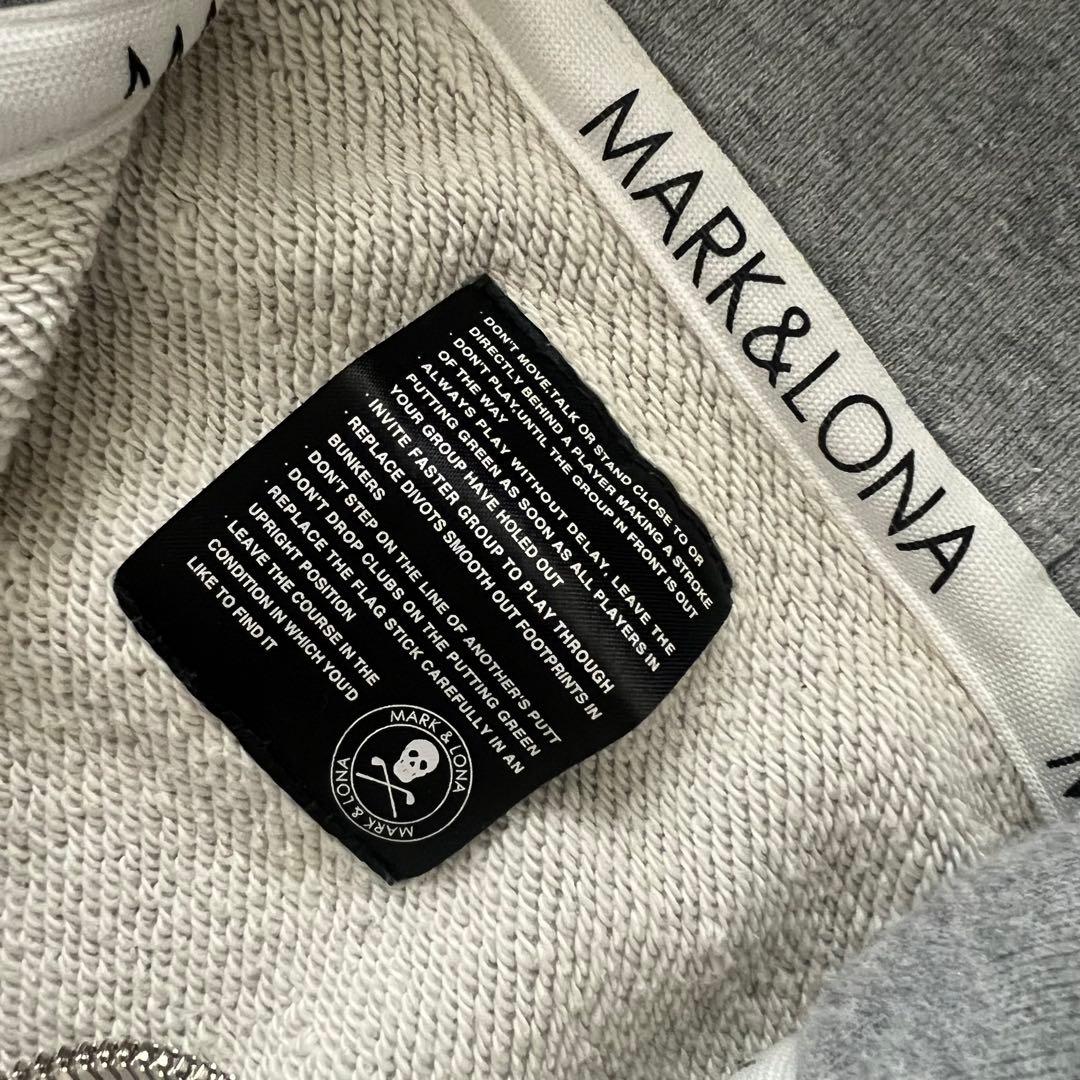 MARK&LONA
· DON'T MOVE,TALK OR STAND CLOSE TO OR
DIRECTLY BEHIND A PLAYER MAKING A STROKE
· DON'T PLAY,UNTIL THE GROUP IN FRONT IS OUT
OF THE WAY
· ALWAYS PLAY WITHOUT DELAY. LEAVE THE
PUTTING GREEN AS SOON AS ALL PLAYERS IN
YOUR GROUP HAVE HOLED OUT
· INVITE FASTER GROUP TO PLAY THROUGH
· REPLACE DIVOTS SMOOTH OUT FOOTPRINTS IN
BUNKERS
· DON'T STEP ON THE LINE OF ANOTHER'S PUTT
· DON'T DROP CLUBS ON THE PUTTING GREEN
· REPLACE THE FLAG STICK CAREFULLY IN AN
UPRIGHT POSITION
LEAVE THE COURSE IN THE
CONDITION IN WHICH YOU'D
LIKE TO FIND IT
MARK & LONA
MARK & LONA